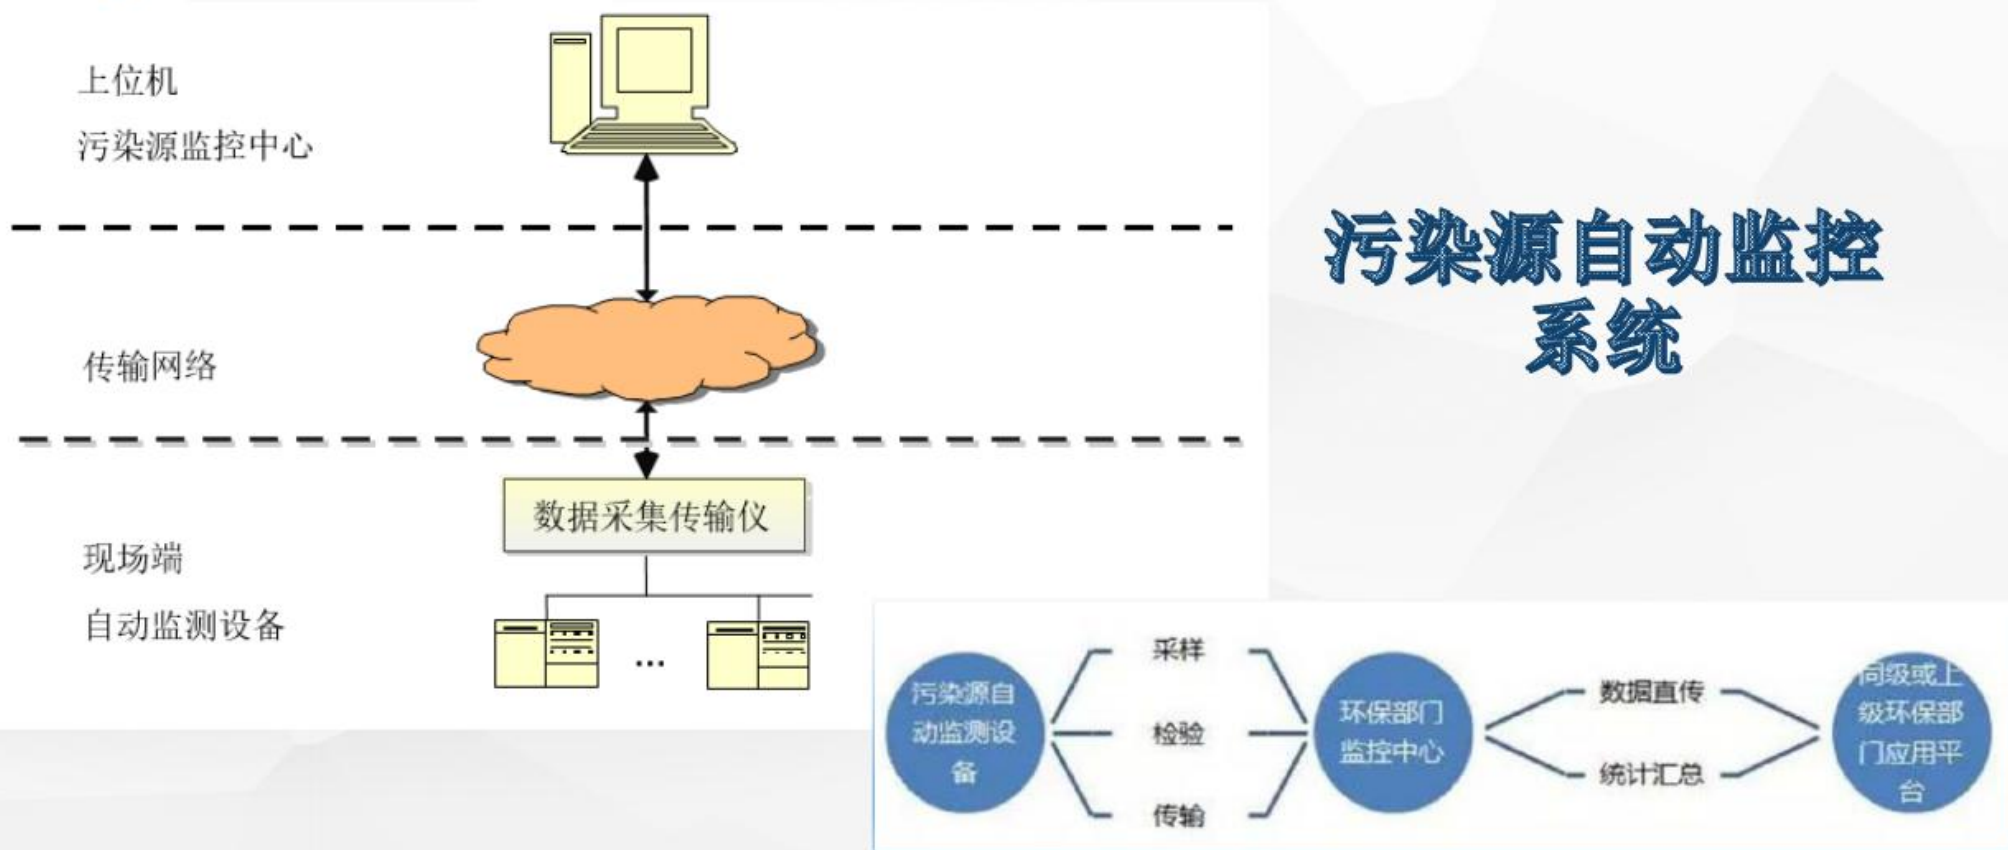 上位机
污染源监控中心
污染源自动监控
系统
传输网络
数据采集传输仪
现场端
自动监测设备
...
污染源自
动监测设
备
采样
检验
传输
环保部门
监控中心
数据直传
统计汇总
同级或上
级环保部
门应用平
台